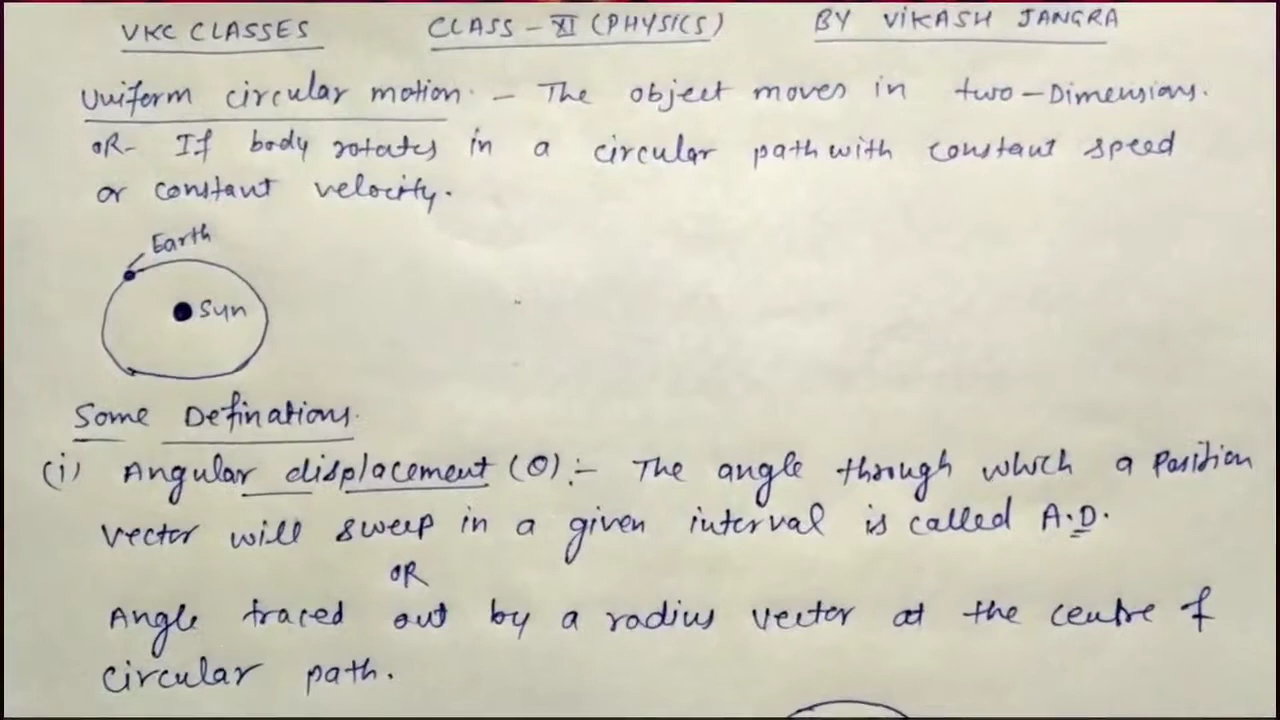 VKC CLASSES CLASS - XI (PHYSICS) BY VIKASH JANGRA
Uniform circular motion. - The object moves in two-Dimensions.
OR- If body rotates in a circular path with constant speed
or constant velocity.
Earth
Sun
Some Definations.
(i) Angular displacement (θ):- The angle through which a Position
vector will sweep in a given interval is called A.D.
OR
Angle traced out by a radius vector at the centre of
circular path.